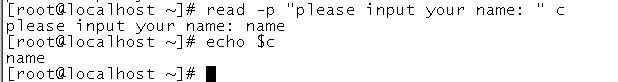 [root@localhost ~]# read -p "please input your name: " c
please input your name: name
[root@localhost ~]# echo $c
name
[root@localhost ~]#